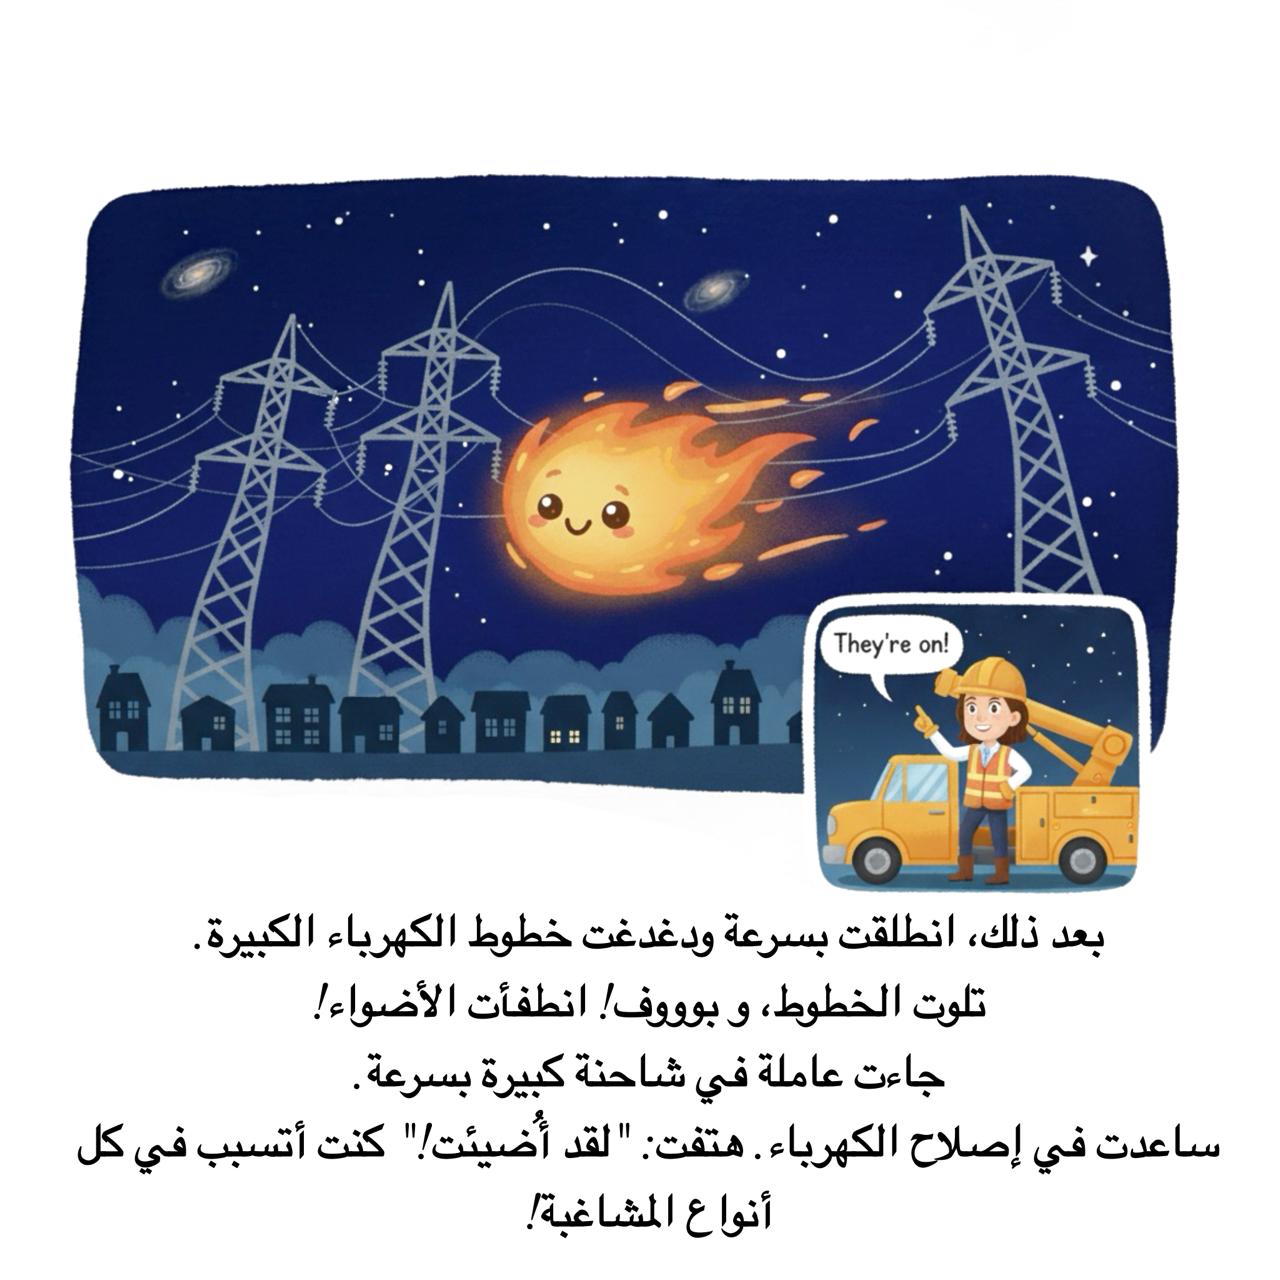 They're on!
بعد ذلك، انطلقت بسرعة ودغدغت خطوط الكهرباء الكبيرة.
تلوت الخطوط، و بوووف! انطفأت الأضواء!
جاءت عاملة في شاحنة كبيرة بسرعة.
ساعدت في إصلاح الكهرباء. هتفت: "لقد أُضيئت!" كنت أتسبب في كل
أنواع المشاغبة!